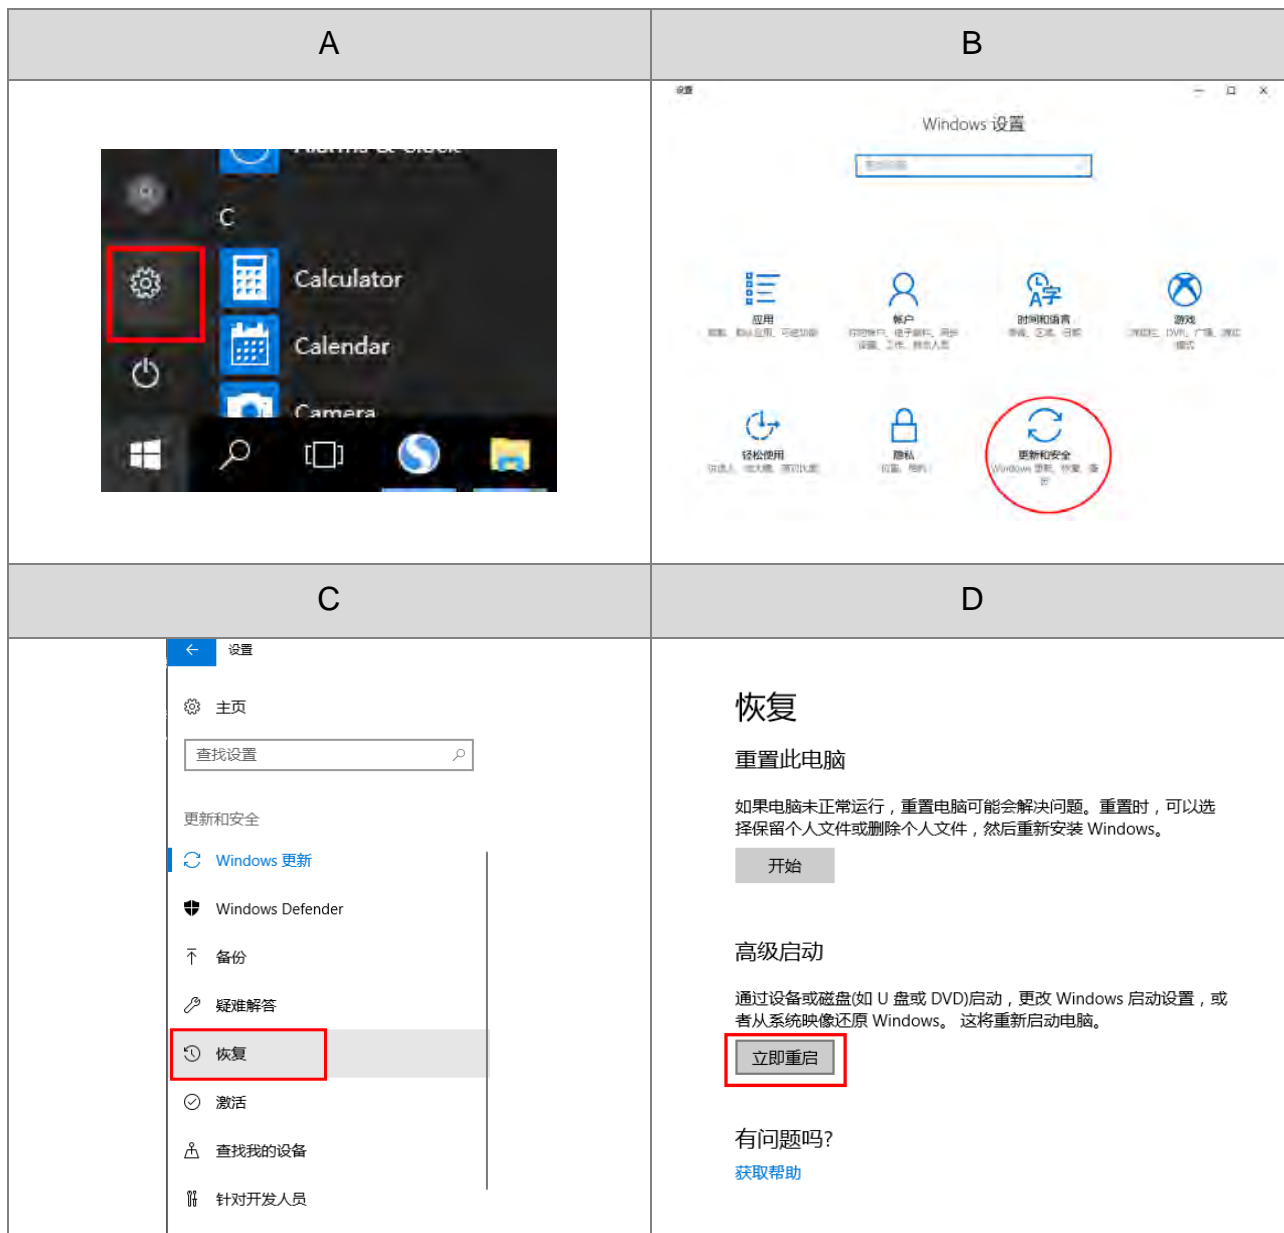 A
B
Alarms & Clock
C
Calculator
Calendar
Camera
设置
Windows 设置
应用
帐户
时间和语言
游戏
轻松使用
隐私
更新和安全
C
D
设置
主页
查找设置
更新和安全
Windows 更新
Windows Defender
备份
疑难解答
恢复
激活
查找我的设备
针对开发人员
恢复
重置此电脑
如果电脑未正常运行，重置电脑可能会解决问题。重置时，可以选
择保留个人文件或删除个人文件，然后重新安装 Windows。
开始
高级启动
通过设备或磁盘(如 U 盘或 DVD)启动，更改 Windows 启动设置，或
者从系统映像还原 Windows。 这将重新启动电脑。
立即重启
有问题吗?
获取帮助